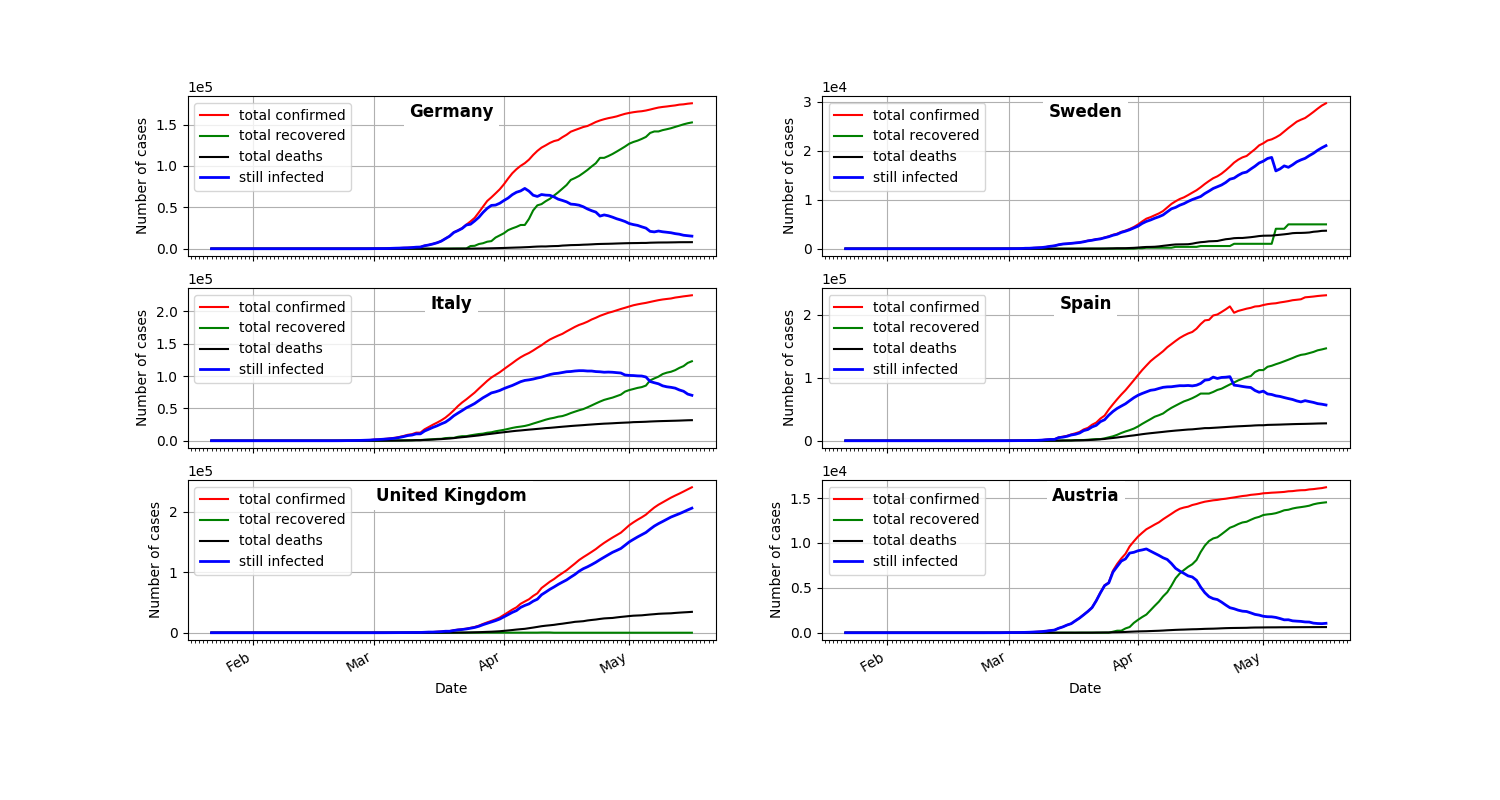 1e5
Germany
total confirmed
total recovered
total deaths
still infected
Number of cases
1.5
1.0
0.5
0.0
1e4
Sweden
total confirmed
total recovered
total deaths
still infected
Number of cases
3
2
1
0
1e5
Italy
total confirmed
total recovered
total deaths
still infected
Number of cases
2.0
1.5
1.0
0.5
0.0
1e5
Spain
total confirmed
total recovered
total deaths
still infected
Number of cases
2
1
0
1e5
United Kingdom
total confirmed
total recovered
total deaths
still infected
Number of cases
2
1
0
Feb Mar Apr May
Date
1e4
Austria
total confirmed
total recovered
total deaths
still infected
Number of cases
1.5
1.0
0.5
0.0
Feb Mar Apr May
Date